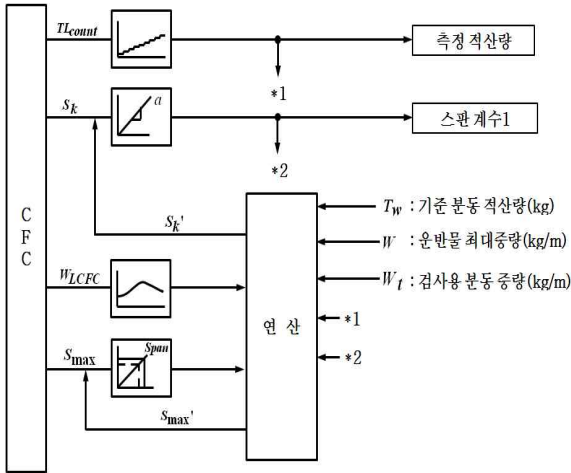 TLcount
측정 적산량
*1
Sk
a
스팬 계수1
*2
CFC
Sk'
Tw : 기준 분동 적산량(kg)
W : 운반물 최대중량(kg/m)
WLCFC
Wt : 검사용 분동 중량(kg/m)
연 산
*1
Smax
Span
*2
Smax'